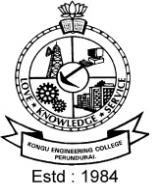 LOVE • KNOWLEDGE • SERVICE
KONGU ENGINEERING COLLEGE
PERUNDURAI.
Estd : 1984